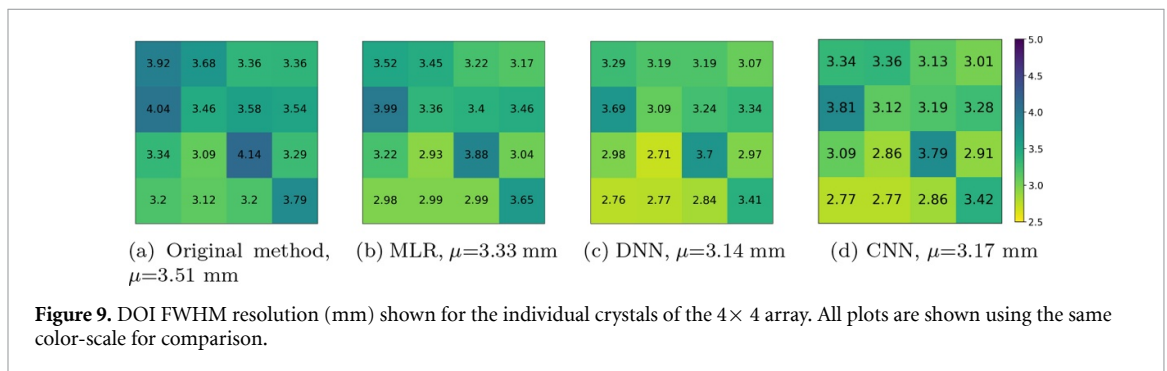 3.92 3.68 3.36 3.36
4.04 3.46 3.58 3.54
3.34 3.09 4.14 3.29
3.2 3.12 3.2 3.79
(a) Original method,
μ=3.51 mm
3.52 3.45 3.22 3.17
3.99 3.36 3.4 3.46
3.22 2.93 3.88 3.04
2.98 2.99 2.99 3.65
(b) MLR, μ=3.33 mm
3.29 3.19 3.19 3.07
3.69 3.09 3.24 3.34
2.98 2.71 3.7 2.97
2.76 2.77 2.84 3.41
(c) DNN, μ=3.14 mm
3.34 3.36 3.13 3.01
3.81 3.12 3.19 3.28
3.09 2.86 3.79 2.91
2.77 2.77 2.86 3.42
(d) CNN, μ=3.17 mm
5.0
4.5
4.0
3.5
3.0
2.5
Figure 9. DOI FWHM resolution (mm) shown for the individual crystals of the 4× 4 array. All plots are shown using the same
color-scale for comparison.